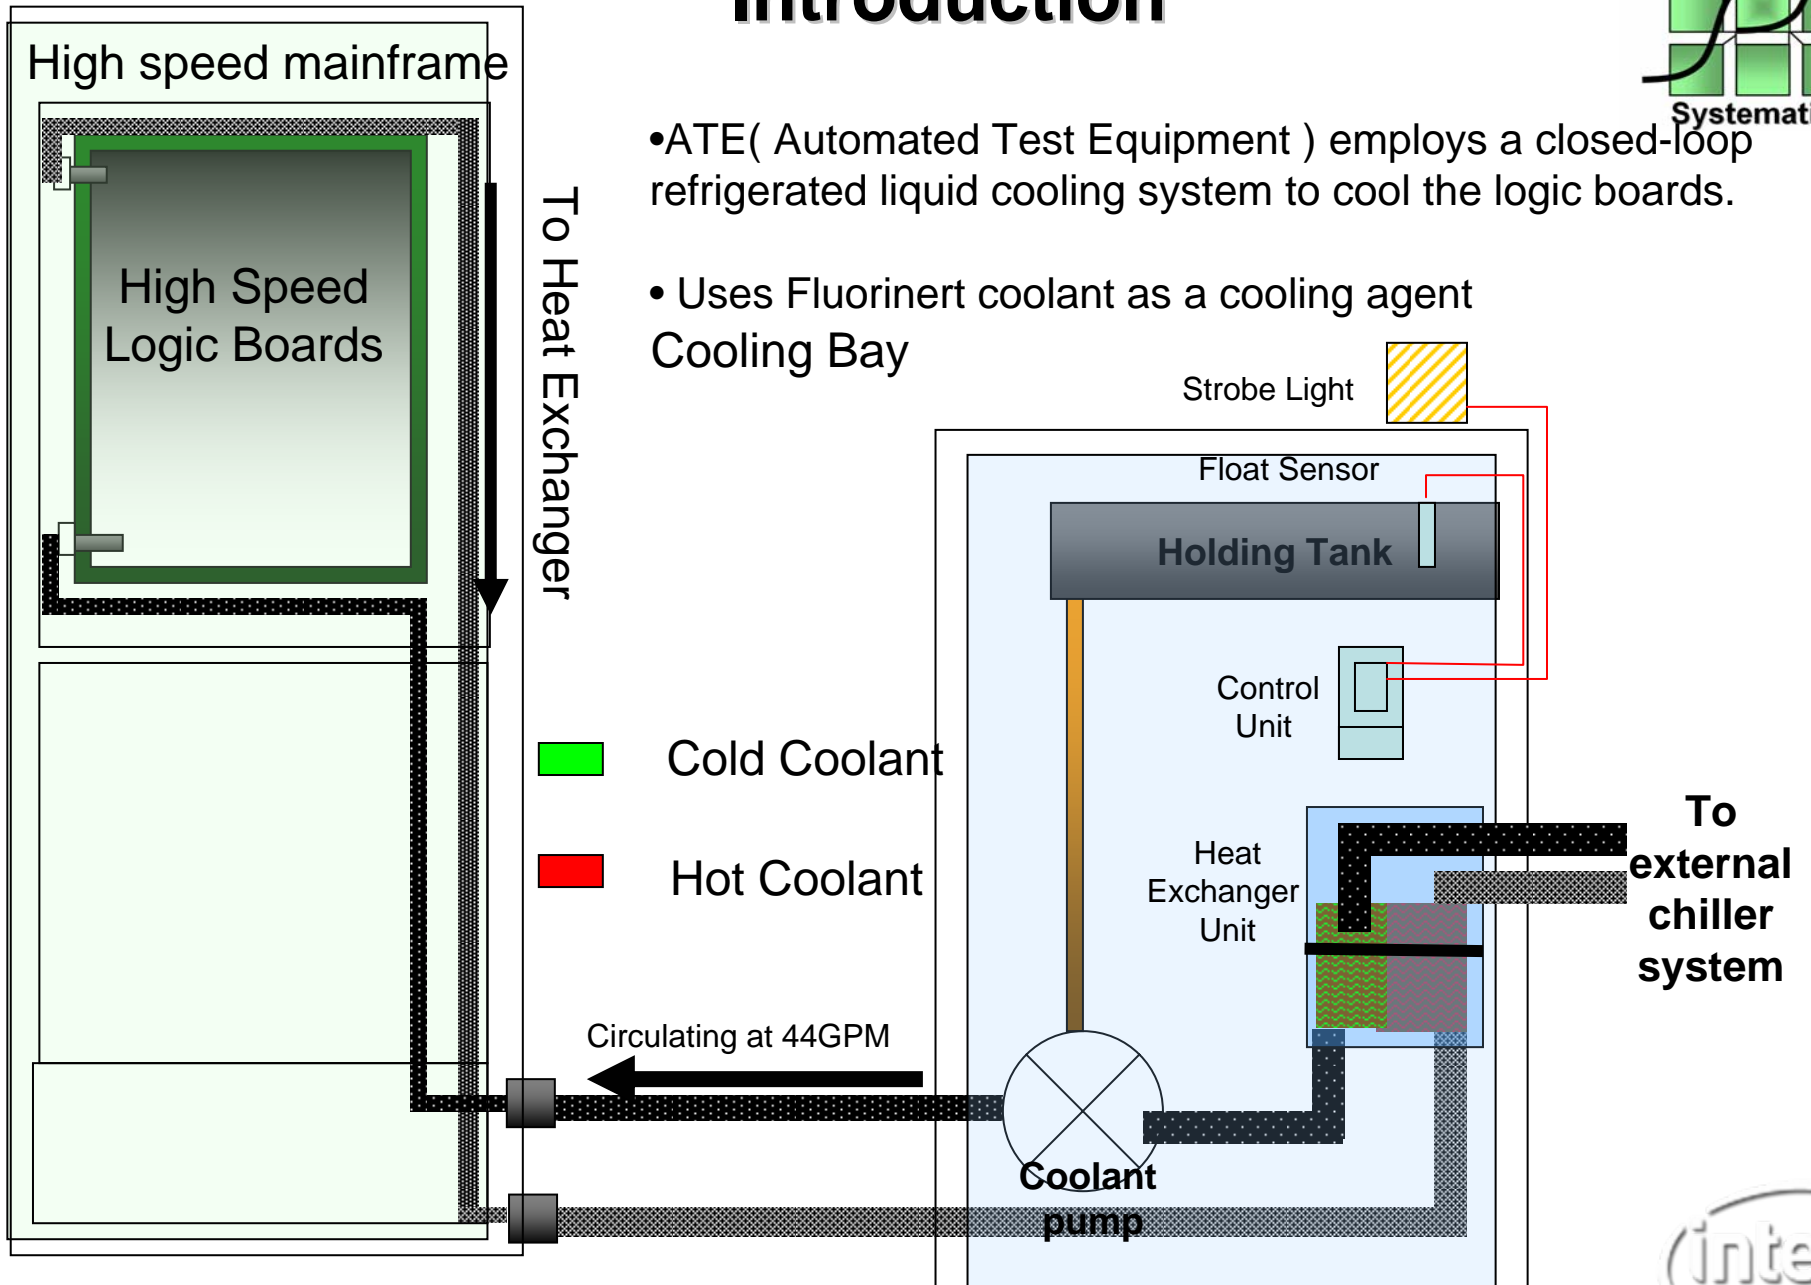 Introduction
High speed mainframe
Systemati
•ATE( Automated Test Equipment ) employs a closed-loop
refrigerated liquid cooling system to cool the logic boards.
• Uses Fluorinert coolant as a cooling agent
Cooling Bay
High Speed
Logic Boards
To Heat Exchanger
Strobe Light
Float Sensor
Holding Tank
Control
Unit
Cold Coolant
Hot Coolant
Heat
Exchanger
Unit
To
external
chiller
system
Circulating at 44GPM
Coolant
pump
inte